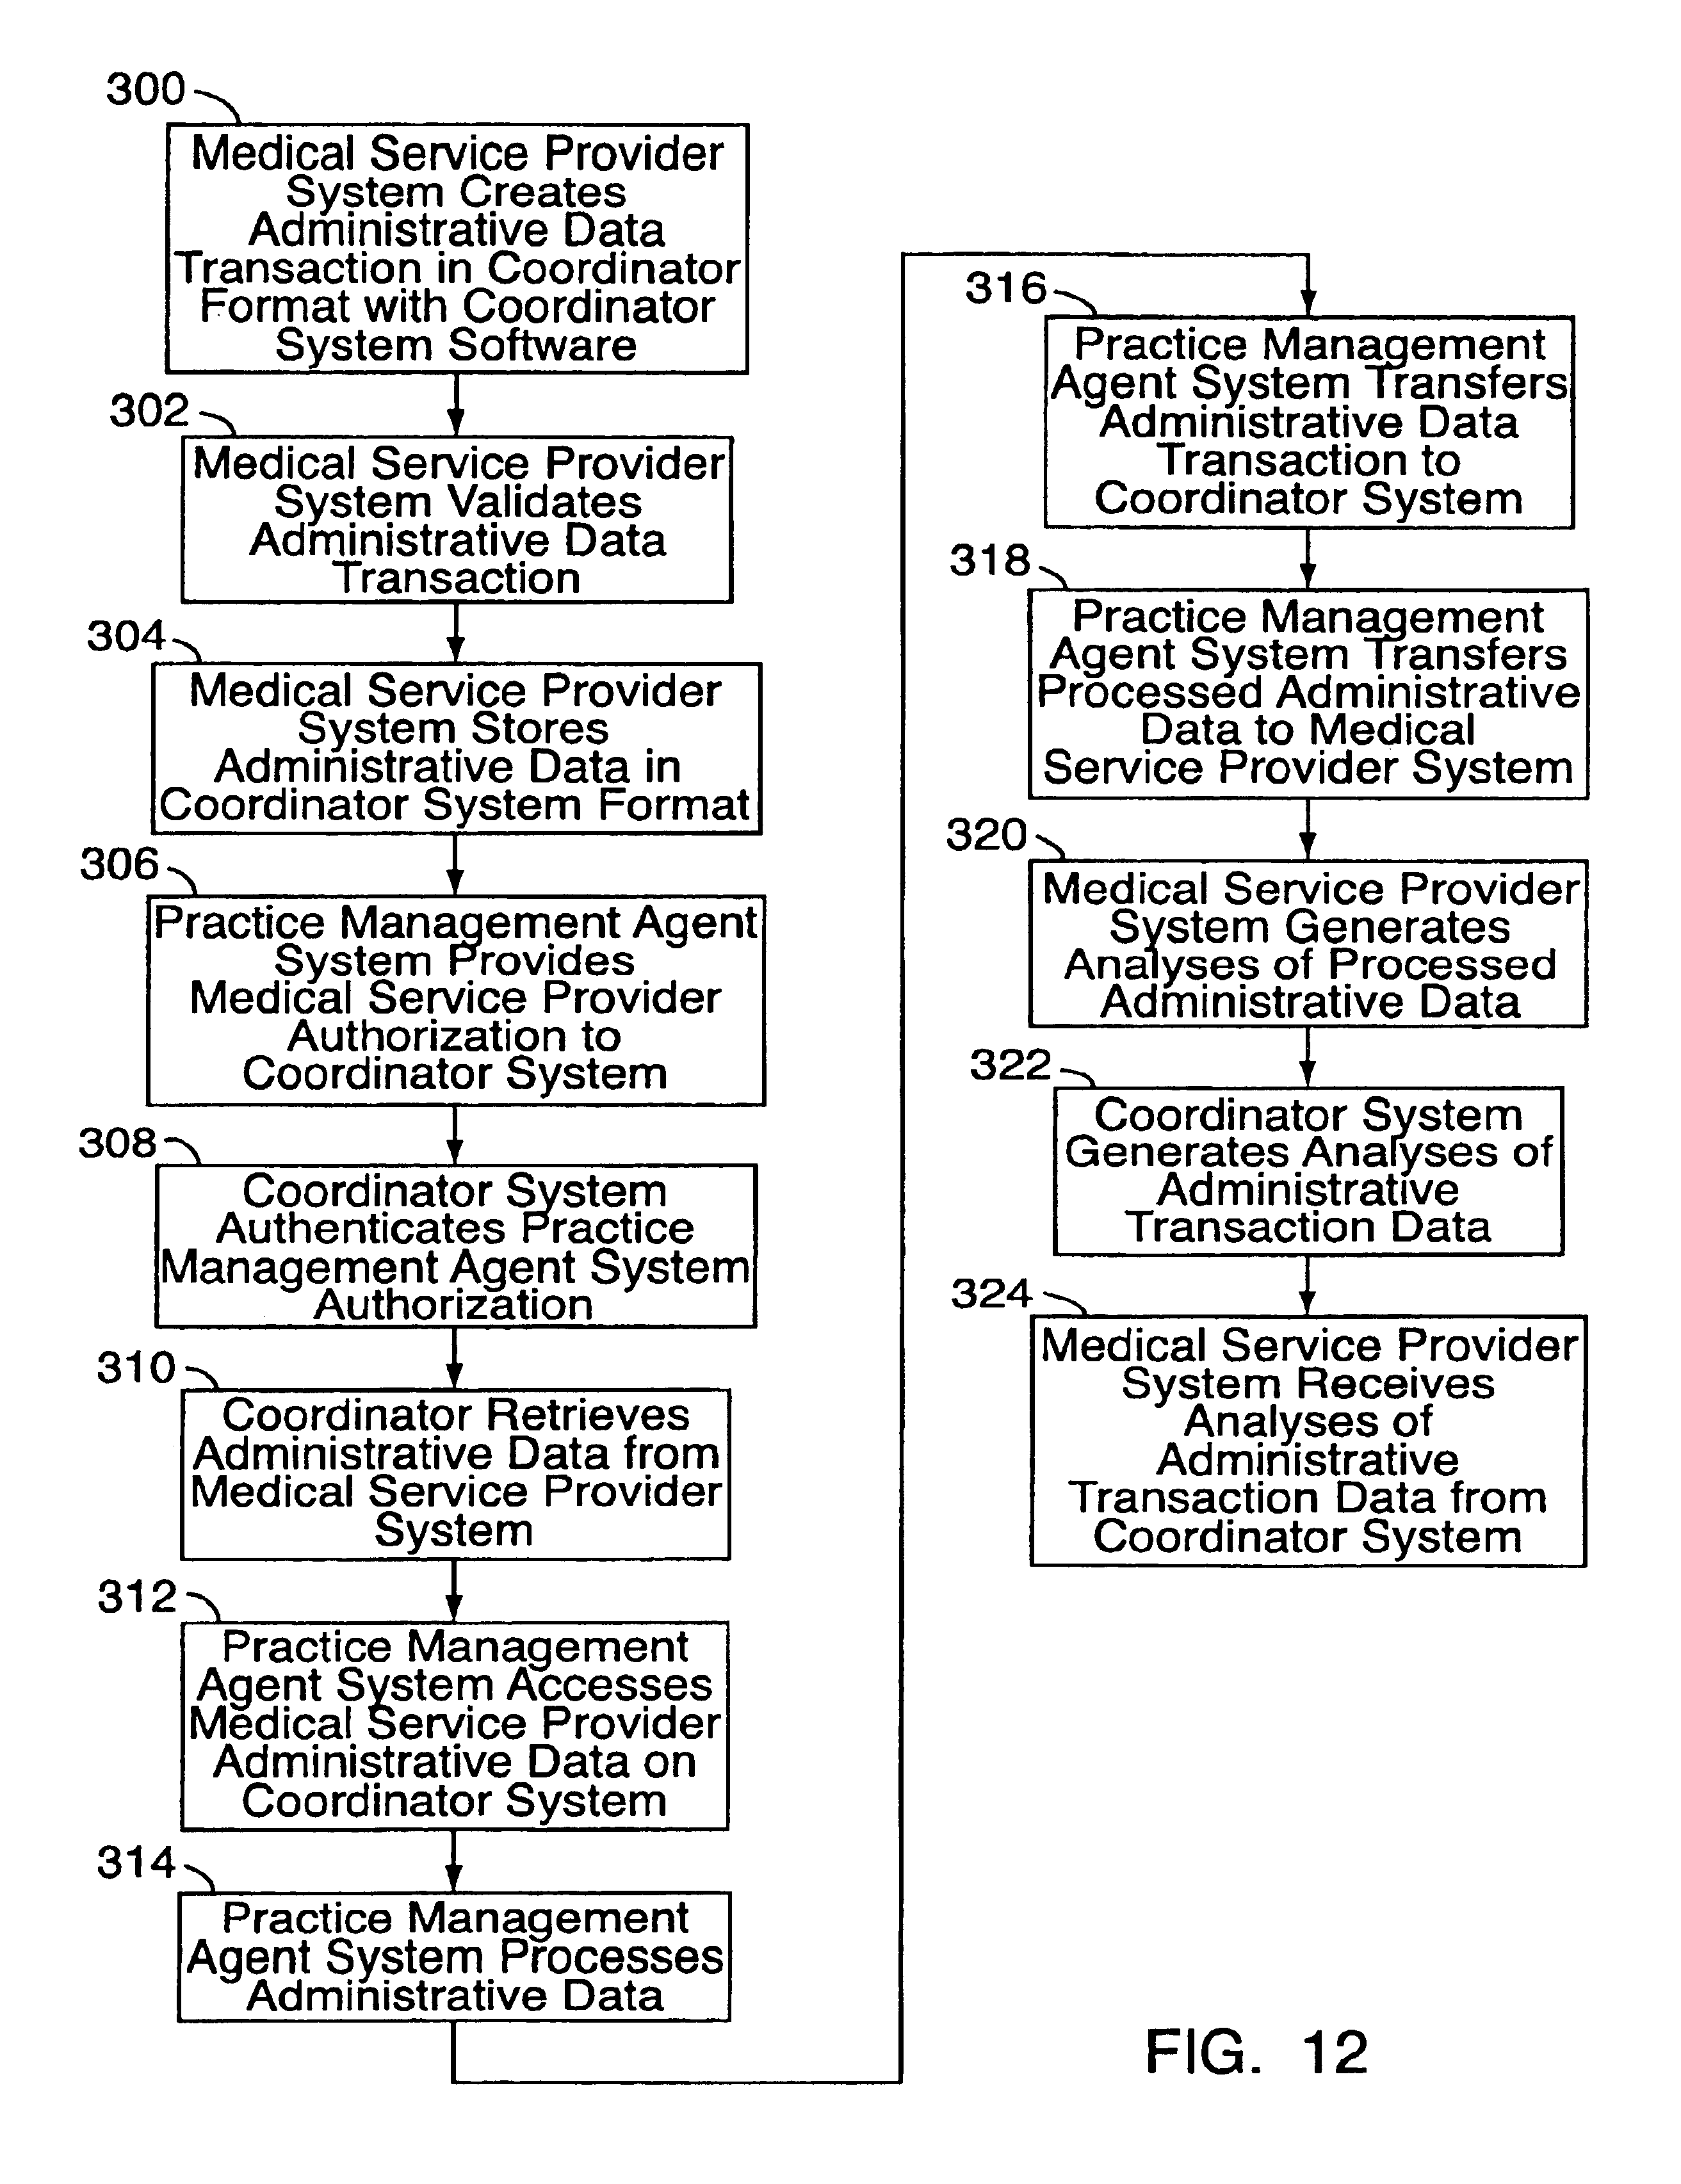 300
Medical Service Provider
System Creates
Administrative Data
Transaction in Coordinator
Format with Coordinator
System Software
302
Medical Service Provider
System Validates
Administrative Data
Transaction
304
Medical Service Provider
System Stores
Administrative Data in
Coordinator System Format
306
Practice Management Agent
System Provides
Medical Service Provider
Authorization to
Coordinator System
308
Coordinator System
Authenticates Practice
Management Agent System
Authorization
310
Coordinator Retrieves
Administrative Data from
Medical Service Provider
System
312
Practice Management
Agent System Accesses
Medical Service Provider
Administrative Data on
Coordinator System
314
Practice Management
Agent System Processes
Administrative Data
316
Practice Management
Agent System Transfers
Administrative Data
Transaction to
Coordinator System
318
Practice Management
Agent System Transfers
Processed Administrative
Data to Medical
Service Provider System
320
Medical Service Provider
System Generates
Analyses of Processed
Administrative Data
322
Coordinator System
Generates Analyses of
Administrative
Transaction Data
324
Medical Service Provider
System Receives
Analyses of
Administrative
Transaction Data from
Coordinator System
FIG. 12